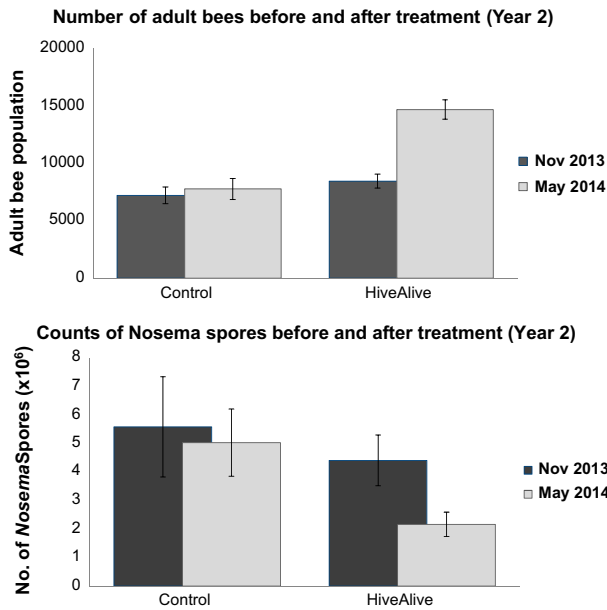 Number of adult bees before and after treatment (Year 2)
Adult bee population
20000
15000
10000
5000
0
Control
HiveAlive
Nov 2013
May 2014
Counts of Nosema spores before and after treatment (Year 2)
No. of NosemaSpores (x10⁶)
8
7
6
5
4
3
2
1
0
Control
HiveAlive
Nov 2013
May 2014